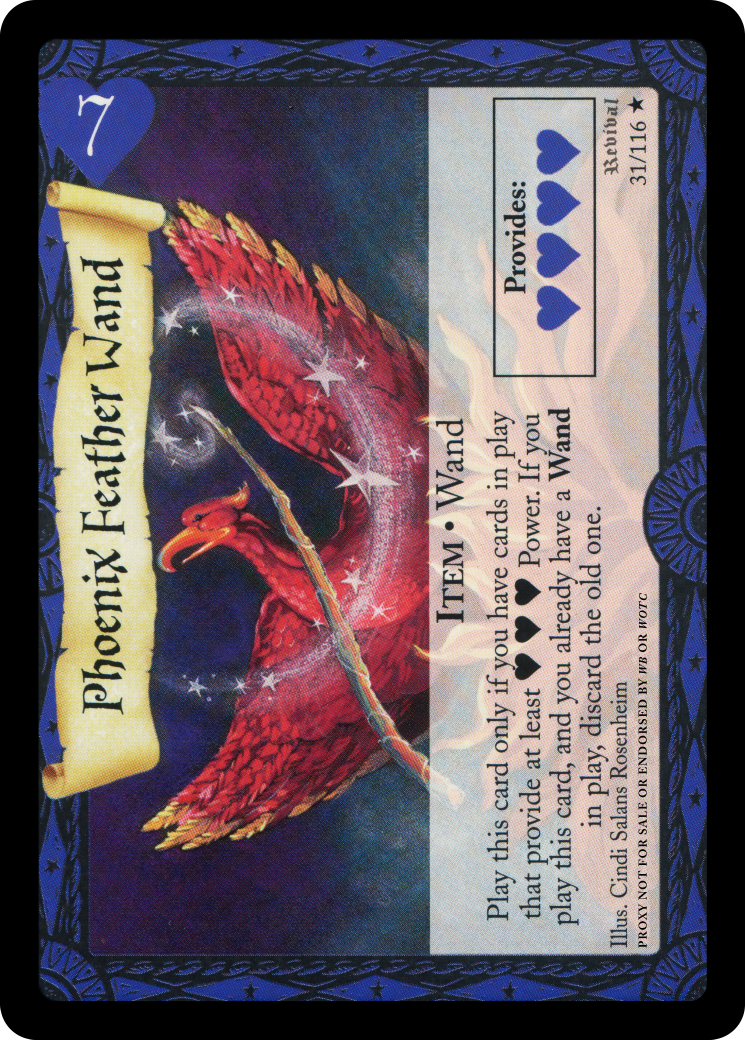 7
Phoenix Feather Wand
ITEM • Wand
Play this card only if you have cards in play
that provide at least ♥♥♥ Power. If you
play this card, and you already have a Wand
in play, discard the old one.
Provides:
Illus. Cindi Salans Rosenheim
PROXY NOT FOR SALE OR ENDORSED BY WB OR WOTC
Revival
31/116 ★